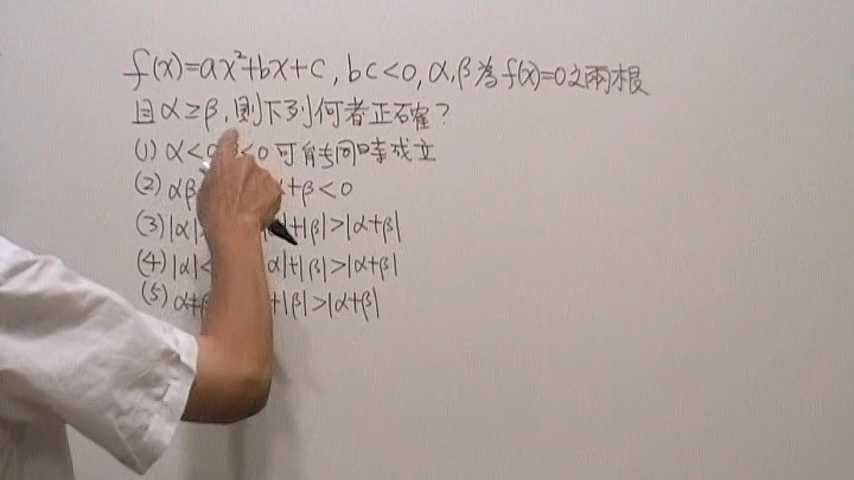 f(x)=ax²+bx+c, bc<0, α,β為f(x)=0之兩根
且α≥β,則下列何者正確?
(1) α<0 β<0可能同時成立
(2) αβ α+β<0
(3) |α| |+|β|>|α+β|
(4) |α|< α|+|β|>|α+β|
(5) α+β +|β|>|α+β|